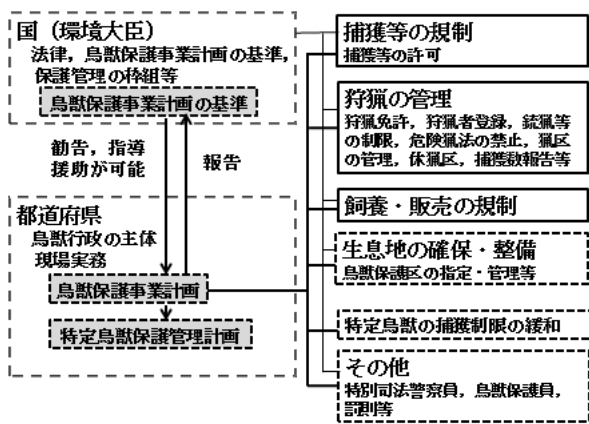 国（環境大臣）
法律，鳥獣保護事業計画の基準，
保護管理の枠組等
鳥獣保護事業計画の基準
勧告，指導
援助が可能
報告
都道府県
鳥獣行政の主体
現場実務
鳥獣保護事業計画
特定鳥獣保護管理計画
捕獲等の規制
捕獲等の許可
狩猟の管理
狩猟免許，狩猟者登録，銃猟等
の制限，危険猟法の禁止，猟区
の管理，休猟区，捕獲数報告等
飼養・販売の規制
生息地の確保・整備
鳥獣保護区の指定・管理等
特定鳥獣の捕獲制限の緩和
その他
特別司法警察員，鳥獣保護員，
罰則等